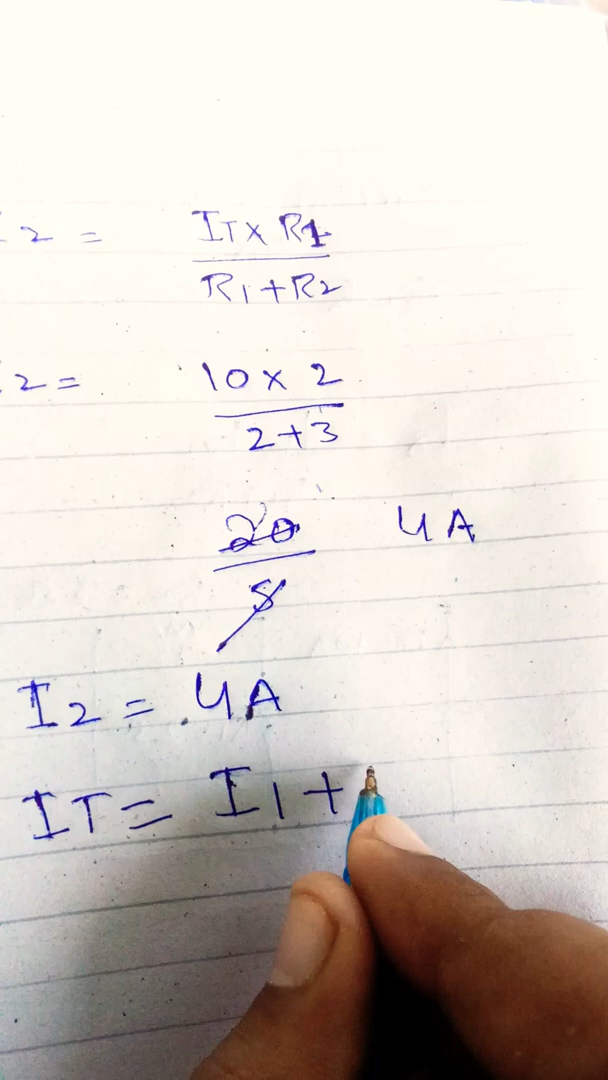 2 = IT x R1
R1 + R2
2 = 10 x 2
2 + 3
20 4A
5
I2 = 4A
IT = I1 +